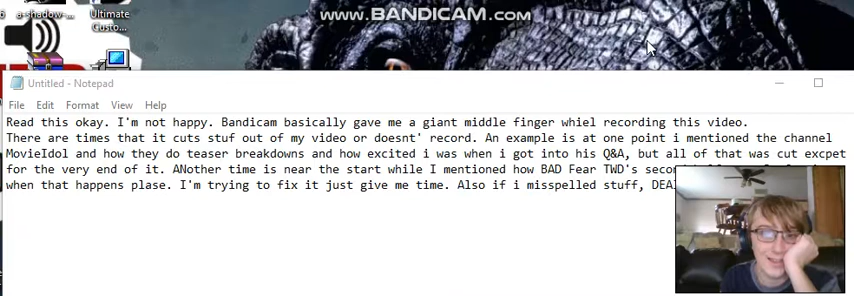 a-shadow-...
Ultimate
Custo...
WWW.BANDICAM.COM
Untitled - Notepad
File Edit Format View Help
Read this okay. I'm not happy. Bandicam basically gave me a giant middle finger whiel recording this video.
There are times that it cuts stuf out of my video or doesnt' record. An example is at one point i mentioned the channel
MovieIdol and how they do teaser breakdowns and how excited i was when i got into his Q&A, but all of that was cut excpet
for the very end of it. ANother time is near the start while I mentioned how BAD Fear TWD's
when that happens plase. I'm trying to fix it just give me time. Also if i misspelled stuff,